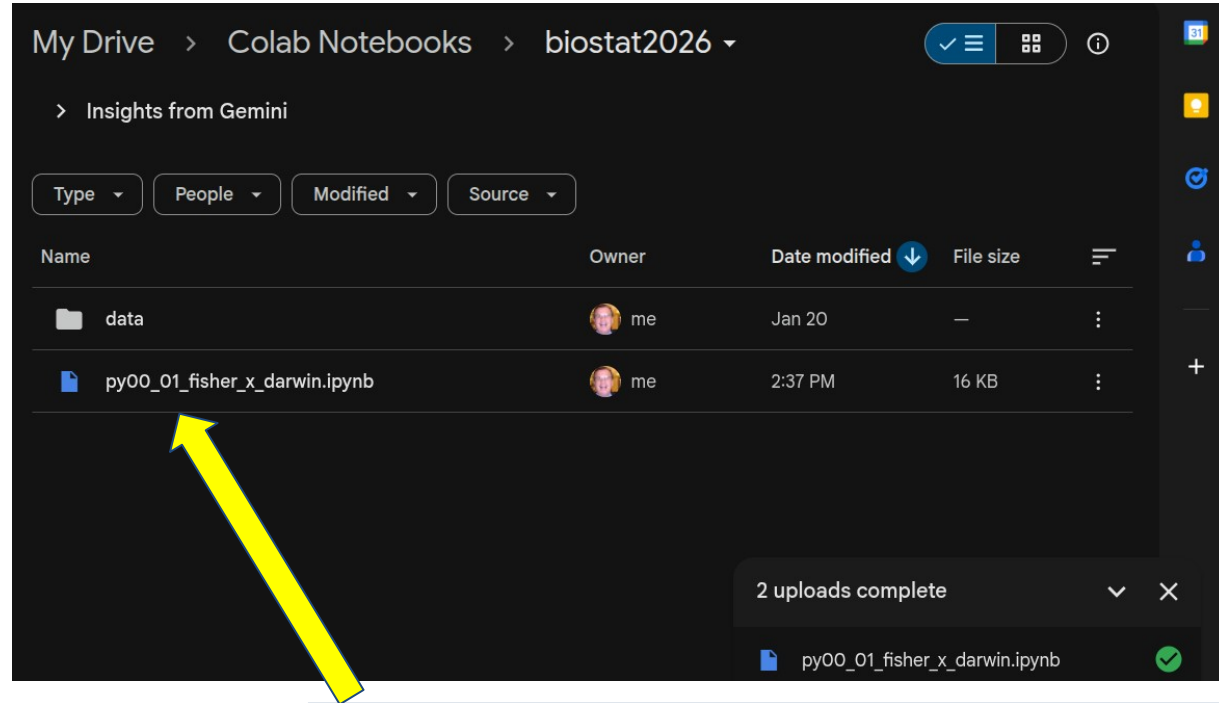 My Drive > Colab Notebooks > biostat2026
31
> Insights from Gemini
Type People Modified Source
Name Owner Date modified File size
data me Jan 20 —
py00_01_fisher_x_darwin.ipynb me 2:37 PM 16 KB
2 uploads complete
py00_01_fisher_x_darwin.ipynb